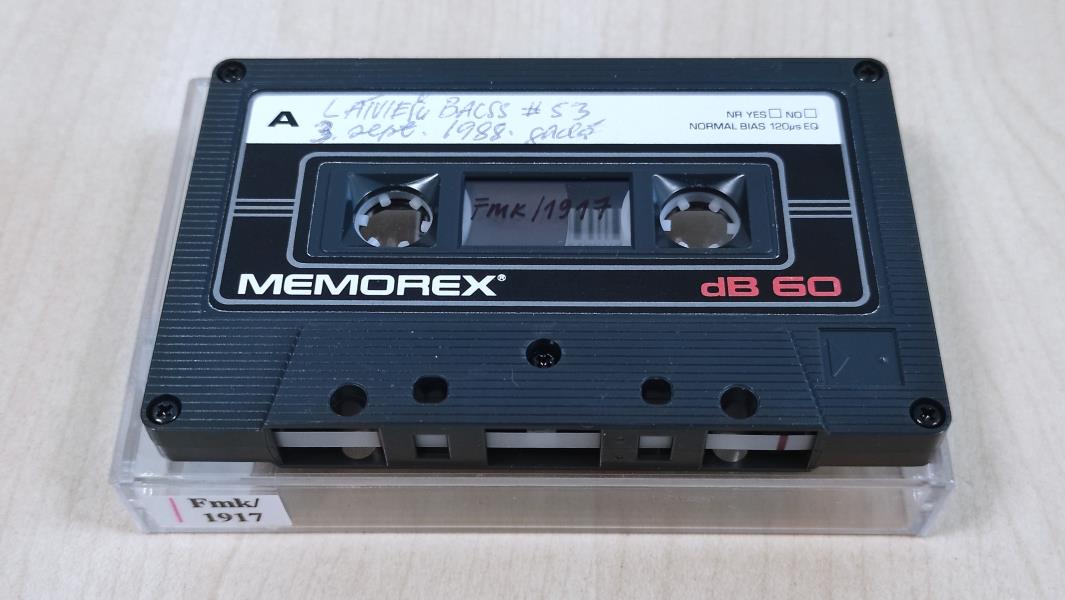 A
LATVIEŠU BALSS # 53
3. sept. 1988. gadā
NR YES NO
NORMAL BIAS 120µs EQ
Fmk/1917
MEMOREX®
dB 60
Fmk/
1917